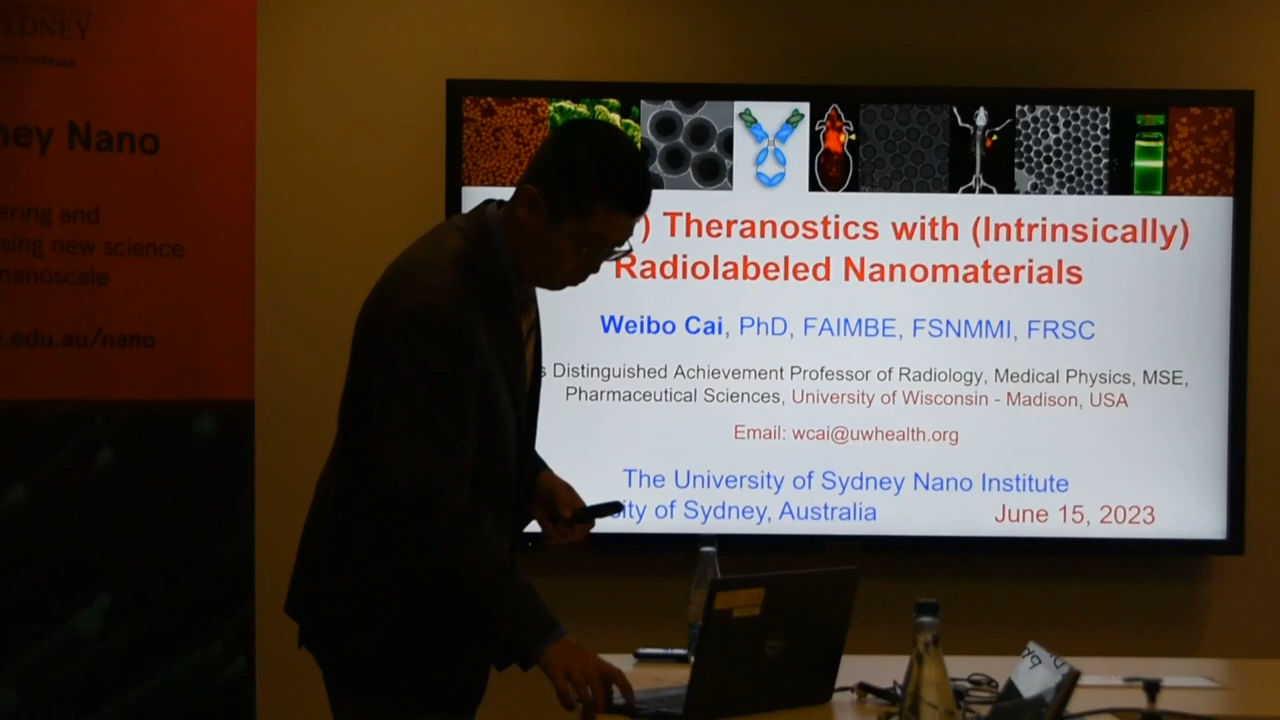 SYDNEY
ney Nano
ering and
sing new science
nanoscale
.edu.au/nano
) Theranostics with (Intrinsically)
Radiolabeled Nanomaterials
Weibo Cai, PhD, FAIMBE, FSNMMI, FRSC
s Distinguished Achievement Professor of Radiology, Medical Physics, MSE,
Pharmaceutical Sciences, University of Wisconsin - Madison, USA
Email: wcai@uwhealth.org
The University of Sydney Nano Institute
sity of Sydney, Australia
June 15, 2023